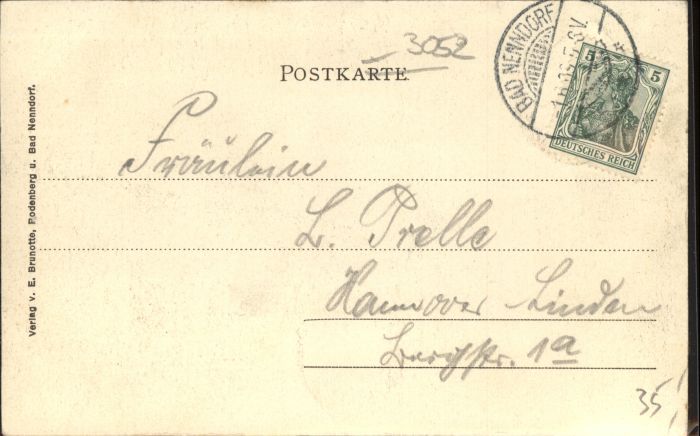 3052
POSTKARTE
BAD NENNDORF
5 5
DEUTSCHES REICH
Fräulein
L. Prelle
Hannover Linden
1a
35
Verlag v. E. Brunotte, Rodenberg u. Bad Nenndorf.